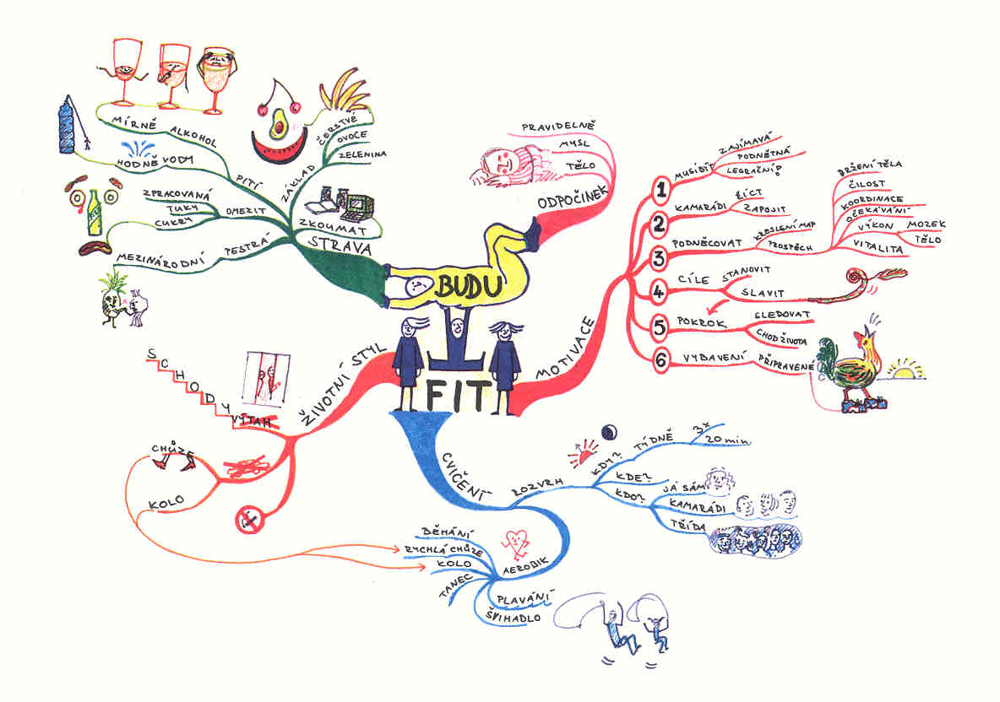 BUDU
FIT
STRAVA
PITÍ
MÍRNĚ ALKOHOL
HODNĚ VODY
ZÁKLAD
ČERSTVÉ
OVOCE
ZELENINA
OMEZIT
ZPRACOVANÁ
TUKY
CUKRY
ZKOUMAT
PESTRÁ
MEZINÁRODNÍ
ODPOČINEK
PRAVIDELNĚ
MYSL
TĚLO
MOTIVACE
1
MUSÍ BÝT
ZAJÍMAVÁ
PODNĚTNÁ
LEGRAČNÍ?
2
KAMARÁDI
ZAPOJIT
3
PODNĚCOVAT
KRESLENÍ MAP
PROSTĚCH
DRŽENÍ TĚLA
ČILOST
KOORDINACE
OČEKÁVÁNÍ
VÝKON
MOZEK
TĚLO
VITALITA
4
CÍLE
STANOVIT
SLAVIT
5
POKROK
SLEDOVAT
CHOD ŽIVOTA
6
VYBAVENÍ
PŘIPRAVENÉ
CVIČENÍ
ROZVRH
KDY?
TÝDNĚ
3x
20 min
KDE?
KDO?
JÁ SÁM
KAMARÁDI
TŘÍDA
AEROBIK
BĚHÁNÍ
RYCHLÁ CHŮZE
KOLO
TANEC
PLAVÁNÍ
ŠVIHADLO
ŽIVOTNÍ STYL
SCHODY
VÝTAH
CHŮZE
KOLO